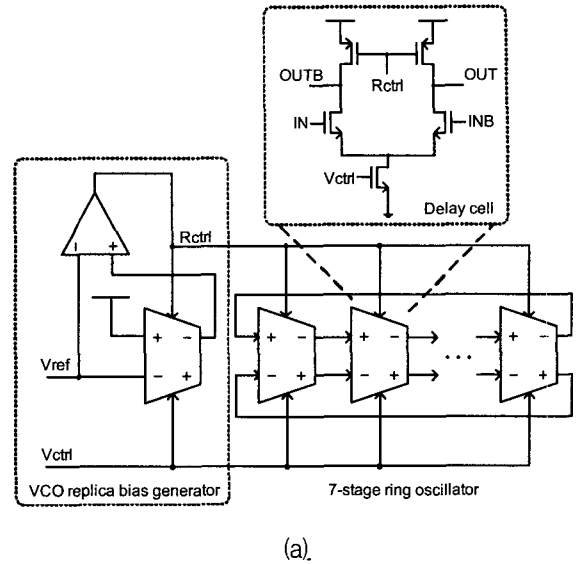 OUTB
OUT
Rctrl
IN
INB
Vctrl
Delay cell
Rctrl
- +
+ -
- +
+ -
- +
+ -
- +
...
+ -
- +
Vref
Vctrl
VCO replica bias generator
7-stage ring oscillator
(a).